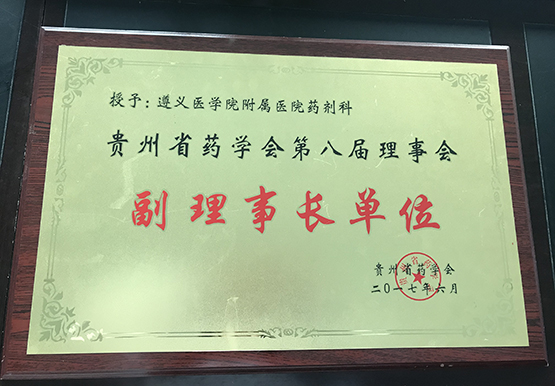 授予：遵义医学院附属医院药剂科
贵州省药学会第八届理事会
副理事长单位
贵州省药学会
二〇一七年六月